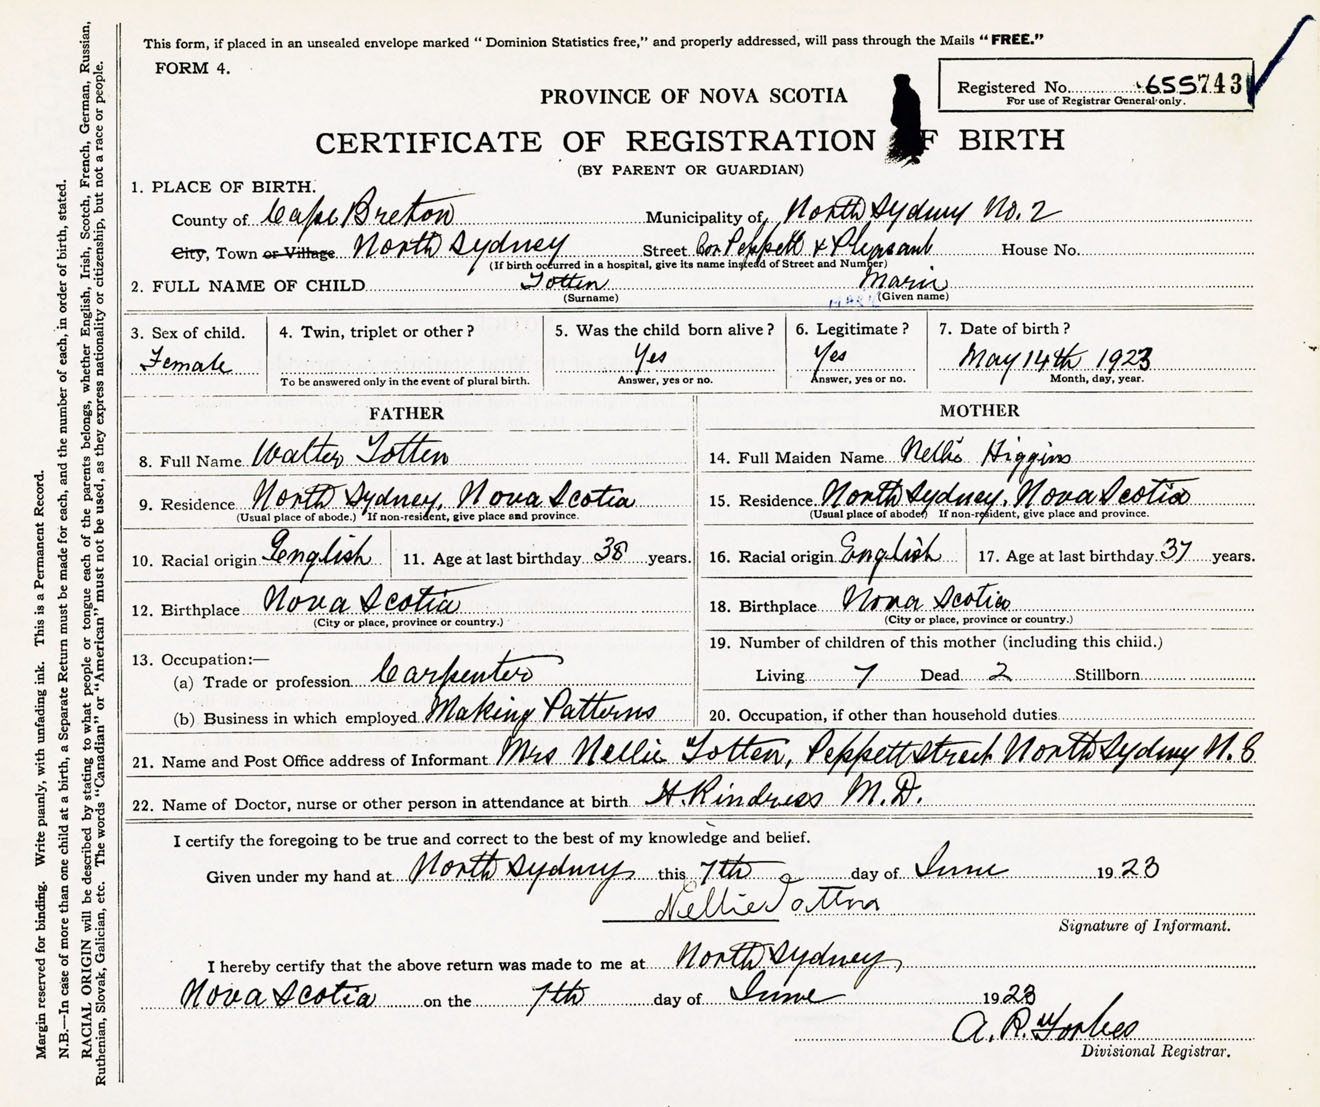 This form, if placed in an unsealed envelope marked " Dominion Statistics free," and properly addressed, will pass through the Mails "FREE."
FORM 4.
Registered No. 655743
For use of Registrar General only.
PROVINCE OF NOVA SCOTIA
CERTIFICATE OF REGISTRATION OF BIRTH
(BY PARENT OR GUARDIAN)
1. PLACE OF BIRTH.
County of Cape Breton Municipality of North Sydney No. 2
City, Town or Village North Sydney Street Cor Peppett & Pleasant House No.
(If birth occurred in a hospital, give its name instead of Street and Number)
2. FULL NAME OF CHILD Totten Marie
(Surname) (Given name)
3. Sex of child. 4. Twin, triplet or other? 5. Was the child born alive? 6. Legitimate? 7. Date of birth?
Female Yes Yes May 14th 1923
To be answered only in the event of plural birth. Answer, yes or no. Answer, yes or no. Month, day, year.
FATHER
8. Full Name Walter Totten
9. Residence North Sydney, Nova Scotia
(Usual place of abode.) If non-resident, give place and province.
10. Racial origin English 11. Age at last birthday 38 years.
12. Birthplace Nova Scotia
(City or place, province or country.)
13. Occupation:—
(a) Trade or profession Carpenter
(b) Business in which employed Making Patterns
MOTHER
14. Full Maiden Name Nellie Higgins
15. Residence North Sydney, Nova Scotia
(Usual place of abode) If non-resident, give place and province.
16. Racial origin English 17. Age at last birthday 37 years.
18. Birthplace Nova Scotia
(City or place, province or country.)
19. Number of children of this mother (including this child.)
Living 7 Dead 2 Stillborn
20. Occupation, if other than household duties
21. Name and Post Office address of Informant Mrs Nellie Totten, Peppett Street North Sydney N. S
22. Name of Doctor, nurse or other person in attendance at birth H. Kindress M. D.
I certify the foregoing to be true and correct to the best of my knowledge and belief.
Given under my hand at North Sydney this 7th day of June 1923
Nellie Totten
Signature of Informant.
I hereby certify that the above return was made to me at North Sydney
Nova Scotia on the 7th day of June 1923
A. R. Forbes
Divisional Registrar.
Margin reserved for binding. Write plainly, with unfading ink. This is a Permanent Record.
N.B.—In case of more than one child at a birth, a Separate Return must be made for each, and the number of each, in order of birth, stated.
RACIAL ORIGIN will be described by stating to what people or tongue each of the parents belongs, whether English, Irish, Scotch, French, German, Russian,
Ruthenian, Slovak, Galician, etc. The words "Canadian" or "American" must not be used, as they express nationality or citizenship, but not a race or people.